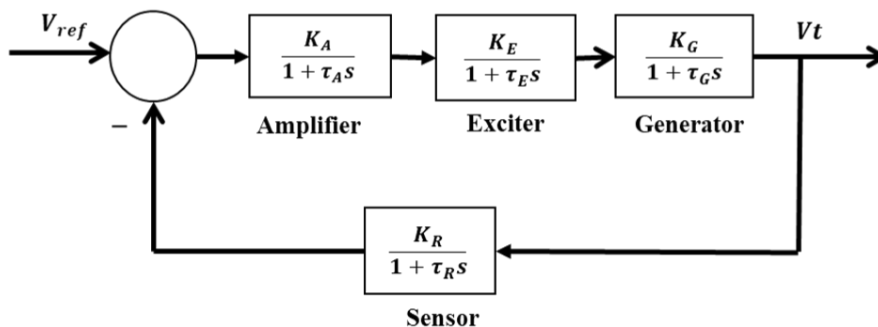 V_ref
K_A
1 + τ_A s
Amplifier
K_E
1 + τ_E s
Exciter
K_G
1 + τ_G s
Generator
Vt
−
K_R
1 + τ_R s
Sensor